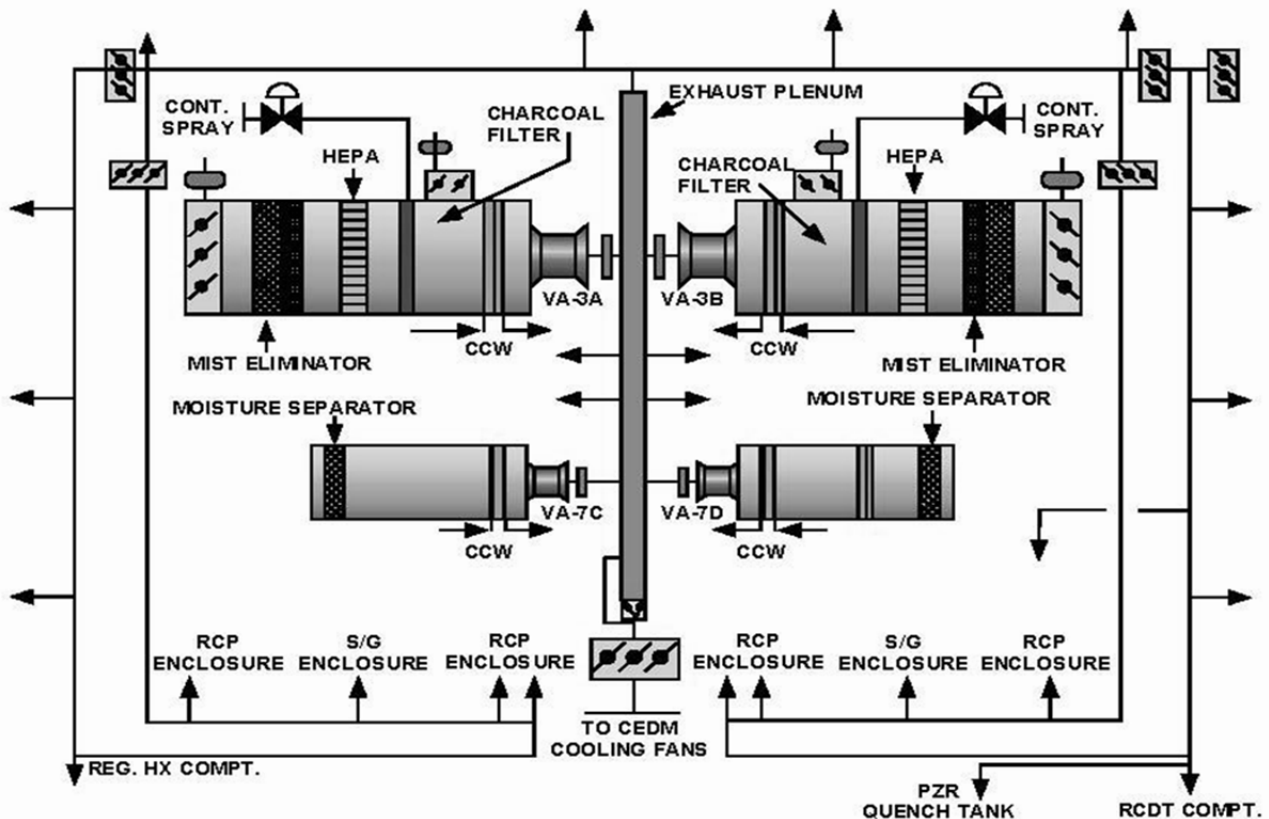 EXHAUST PLENUM
CONT.
SPRAY
CHARCOAL
FILTER
CONT.
SPRAY
HEPA
CHARCOAL
FILTER
HEPA
VA-3A
VA-3B
CCW
CCW
MIST ELIMINATOR
MIST ELIMINATOR
MOISTURE SEPARATOR
MOISTURE SEPARATOR
VA-7C
VA-7D
CCW
CCW
RCP
ENCLOSURE
S/G
ENCLOSURE
RCP
ENCLOSURE
RCP
ENCLOSURE
S/G
ENCLOSURE
RCP
ENCLOSURE
TO CEDM
COOLING FANS
REG. HX COMPT.
PZR
QUENCH TANK
RCDT COMPT.